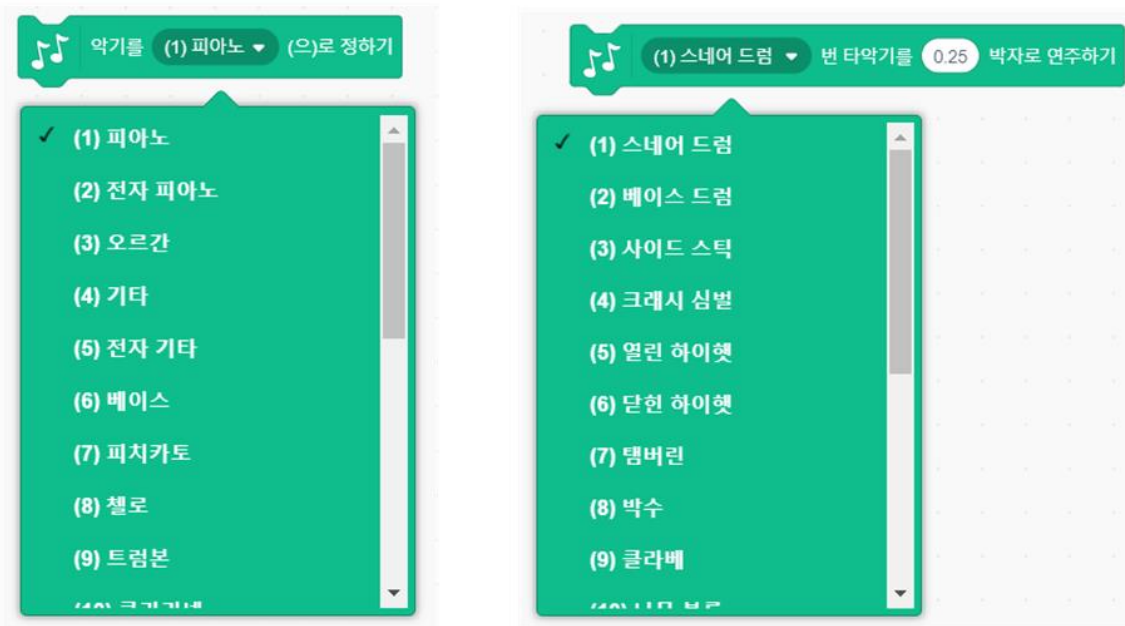 악기를 (1) 피아노 (으)로 정하기
✓ (1) 피아노
(2) 전자 피아노
(3) 오르간
(4) 기타
(5) 전자 기타
(6) 베이스
(7) 피치카토
(8) 첼로
(9) 트럼본
(1) 스네어 드럼 번 타악기를 0.25 박자로 연주하기
✓ (1) 스네어 드럼
(2) 베이스 드럼
(3) 사이드 스틱
(4) 크래시 심벌
(5) 열린 하이햇
(6) 닫힌 하이햇
(7) 탬버린
(8) 박수
(9) 클라베